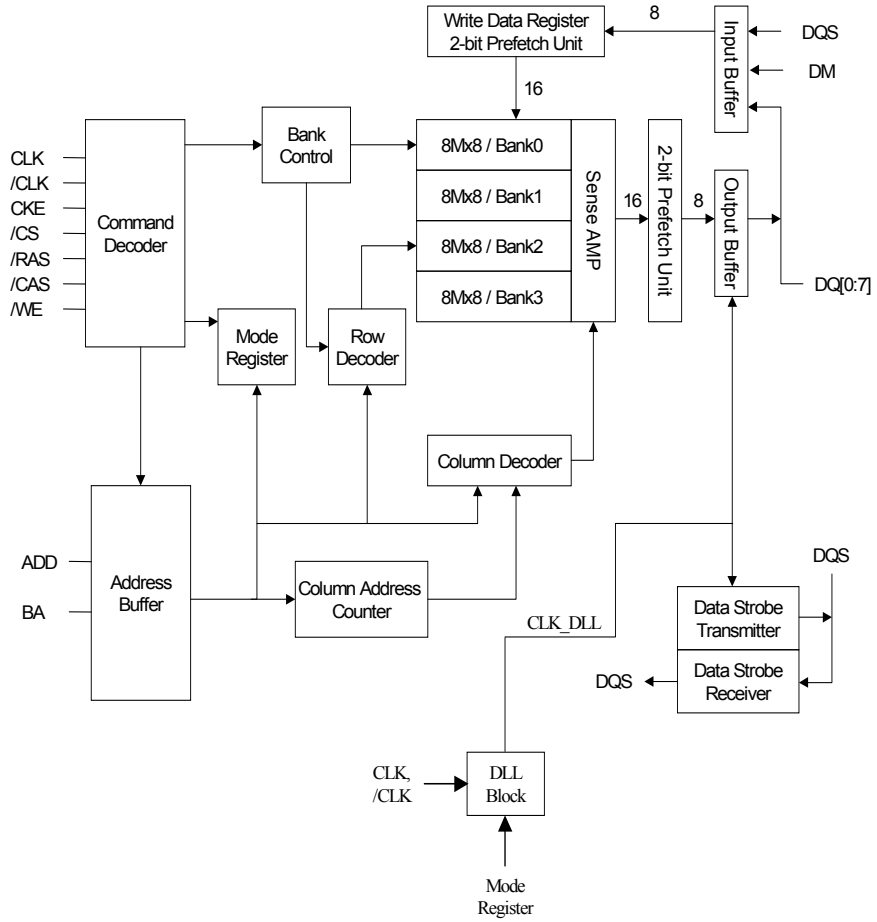 Write Data Register
2-bit Prefetch Unit
8
Input Buffer
DQS
DM
16
Bank
Control
8Mx8 / Bank0
8Mx8 / Bank1
8Mx8 / Bank2
8Mx8 / Bank3
Sense AMP
16
2-bit Prefetch Unit
8
Output Buffer
DQ[0:7]
CLK
/CLK
CKE
/CS
/RAS
/CAS
/WE
Command
Decoder
Mode
Register
Row
Decoder
Column Decoder
ADD
BA
Address
Buffer
Column Address
Counter
CLK_DLL
DQS
Data Strobe
Transmitter
Data Strobe
Receiver
DQS
CLK,
/CLK
DLL
Block
Mode
Register